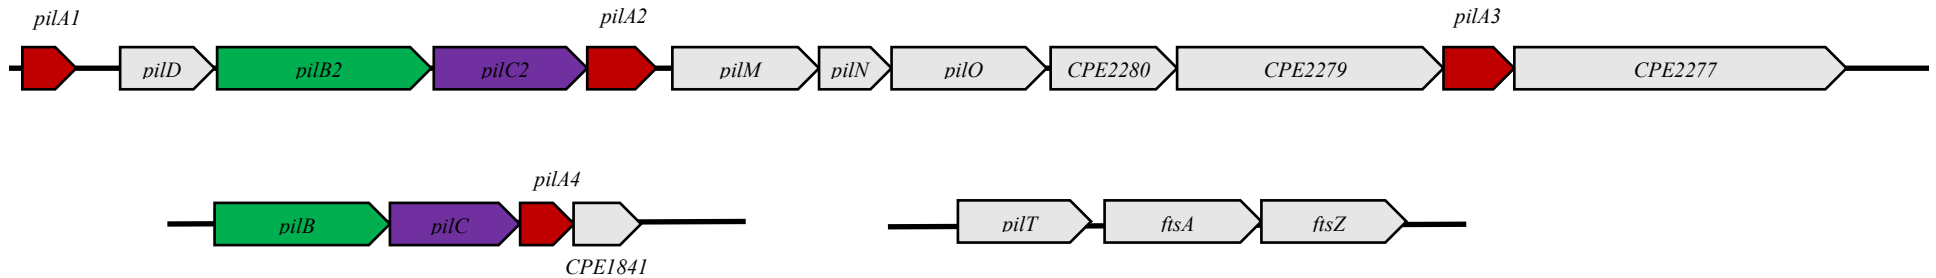 pilA1 pilA2 pilA3
pilD pilB2 pilC2 pilM pilN pilO CPE2280 CPE2279 CPE2277
pilA4
pilB pilC pilT ftsA ftsZ
CPE1841